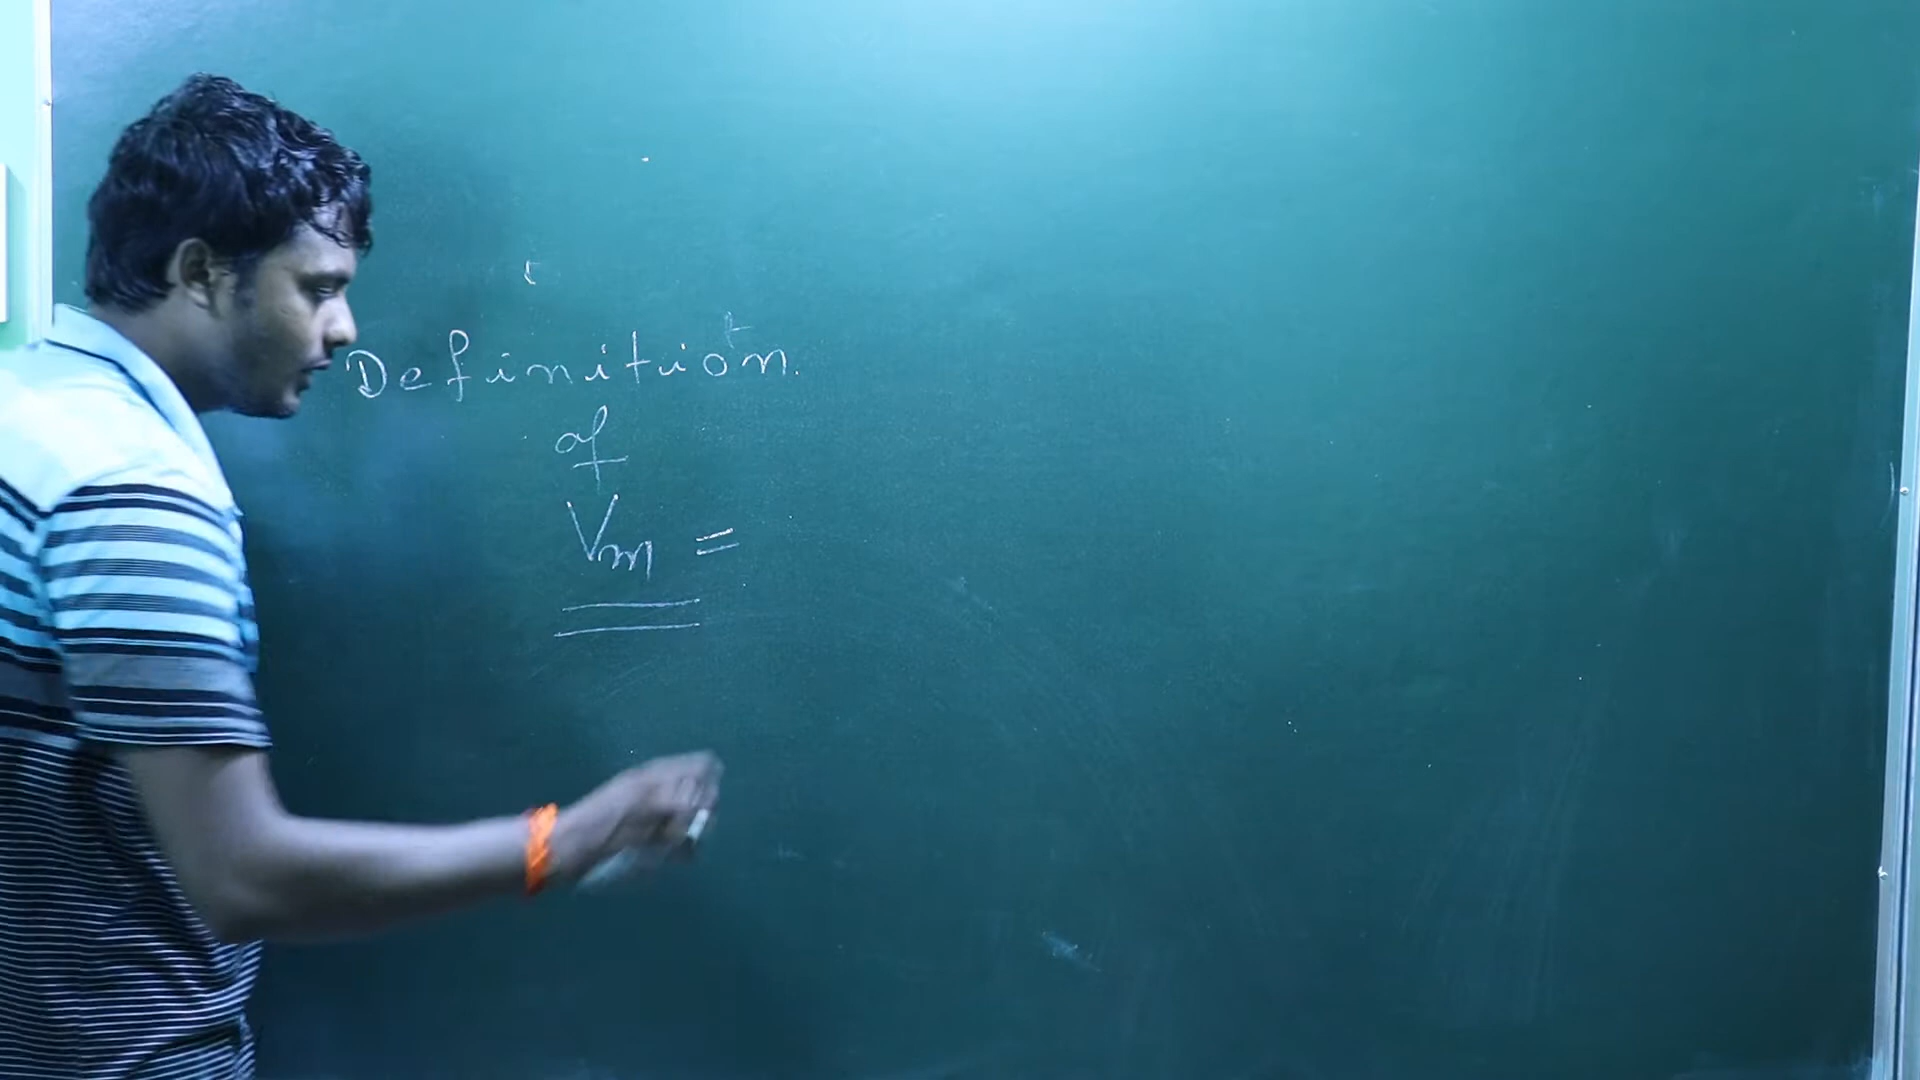 Definition.
of
Vm =